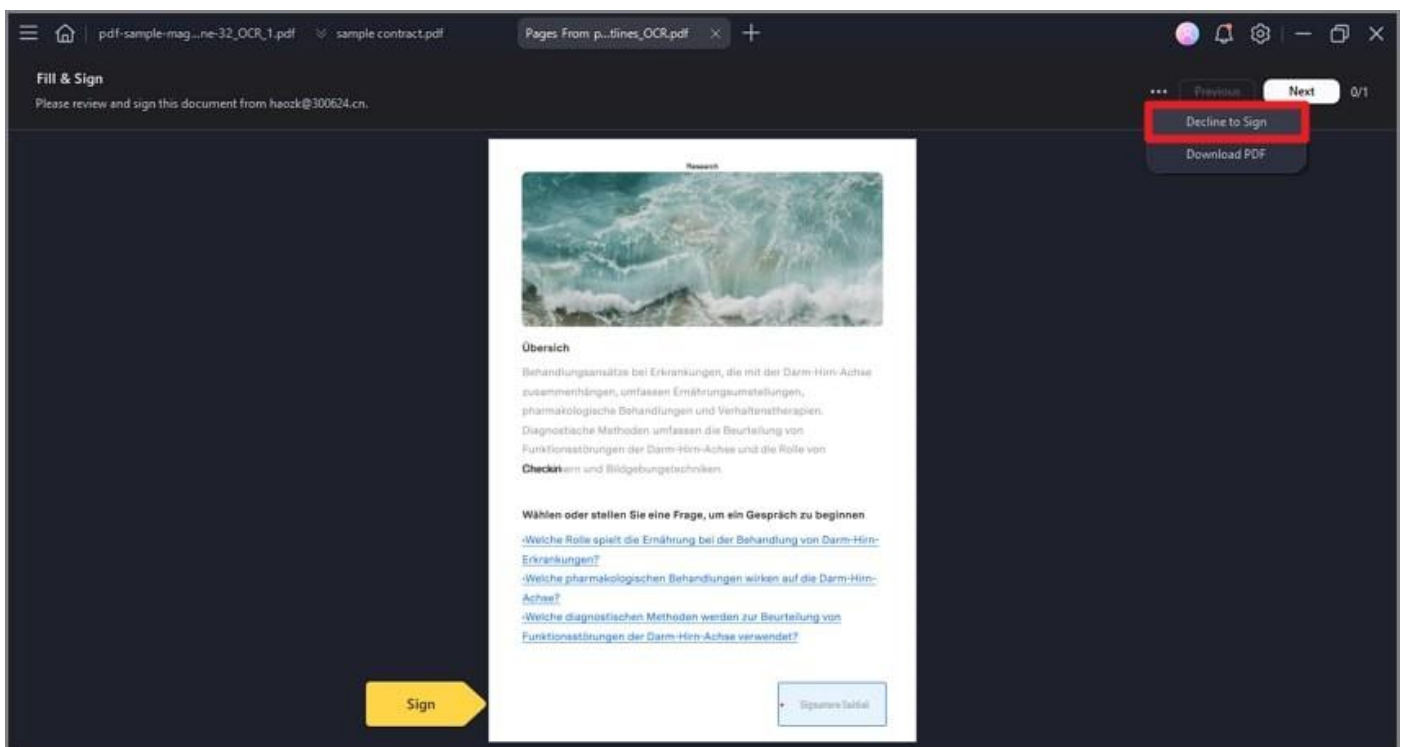 pdf-sample-mag...ne-32_OCR_1.pdf
sample contract.pdf
Pages From p...tlines_OCR.pdf
Fill & Sign
Please review and sign this document from haozk@300624.cn.
Previous
Next
0/1
Decline to Sign
Download PDF
Research
Übersich
Behandlungsansätze bei Erkrankungen, die mit der Darm-Hirn-Achse
zusammenhängen, umfassen Ernährungsumstellungen,
pharmakologische Behandlungen und Verhaltenstherapien.
Diagnostische Methoden umfassen die Beurteilung von
Funktionsstörungen der Darm-Hirn-Achse und die Rolle von
Checkin ern und Bildgebungstechniken.
Wählen oder stellen Sie eine Frage, um ein Gespräch zu beginnen
-Welche Rolle spielt die Ernährung bei der Behandlung von Darm-Hirn-
Erkrankungen?
-Welche pharmakologischen Behandlungen wirken auf die Darm-Hirn-
Achse?
-Welche diagnostischen Methoden werden zur Beurteilung von
Funktionsstörungen der Darm-Hirn-Achse verwendet?
Sign